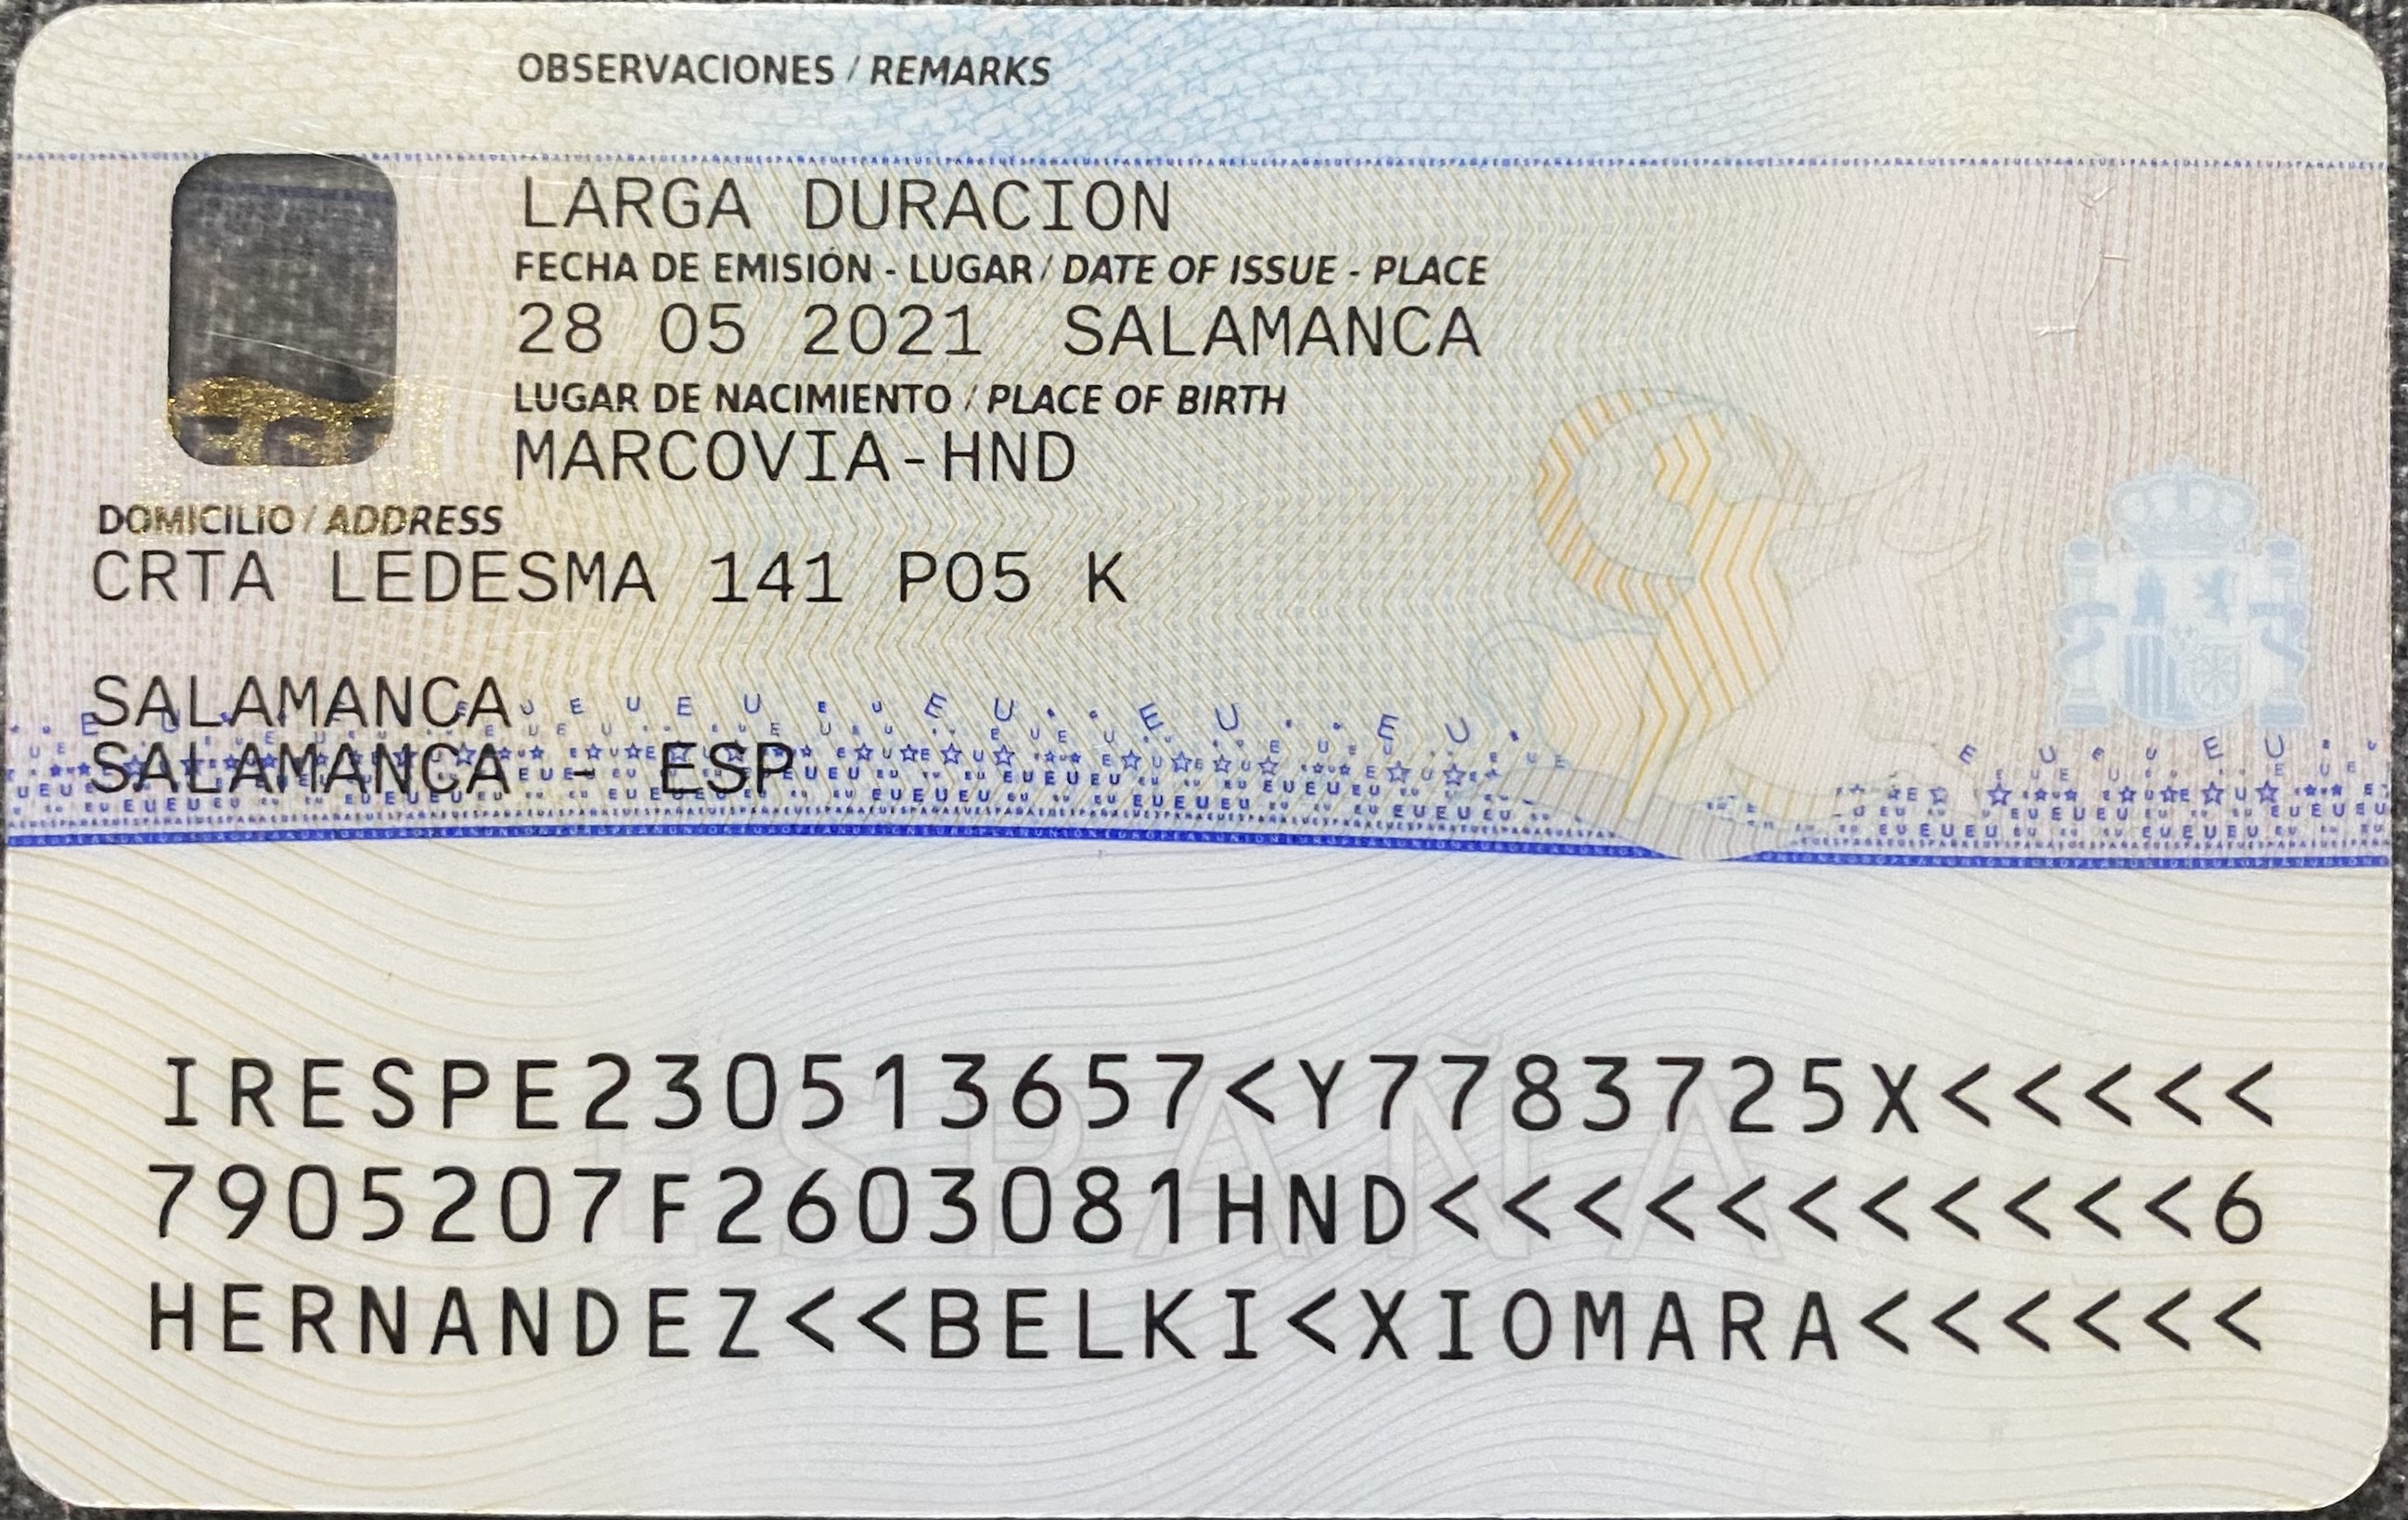 OBSERVACIONES / REMARKS
LARGA DURACION
FECHA DE EMISIÓN - LUGAR / DATE OF ISSUE - PLACE
28 05 2021 SALAMANCA
LUGAR DE NACIMIENTO / PLACE OF BIRTH
MARCOVIA-HND
DOMICILIO / ADDRESS
CRTA LEDESMA 141 P05 K
SALAMANCA
SALAMANCA - ESP
ESPAÑA
IRESPE230513657<Y7783725X<<<<<
7905207F2603081HND<<<<<<<<<<<6
HERNANDEZ<<BELKI<XIOMARA<<<<<<